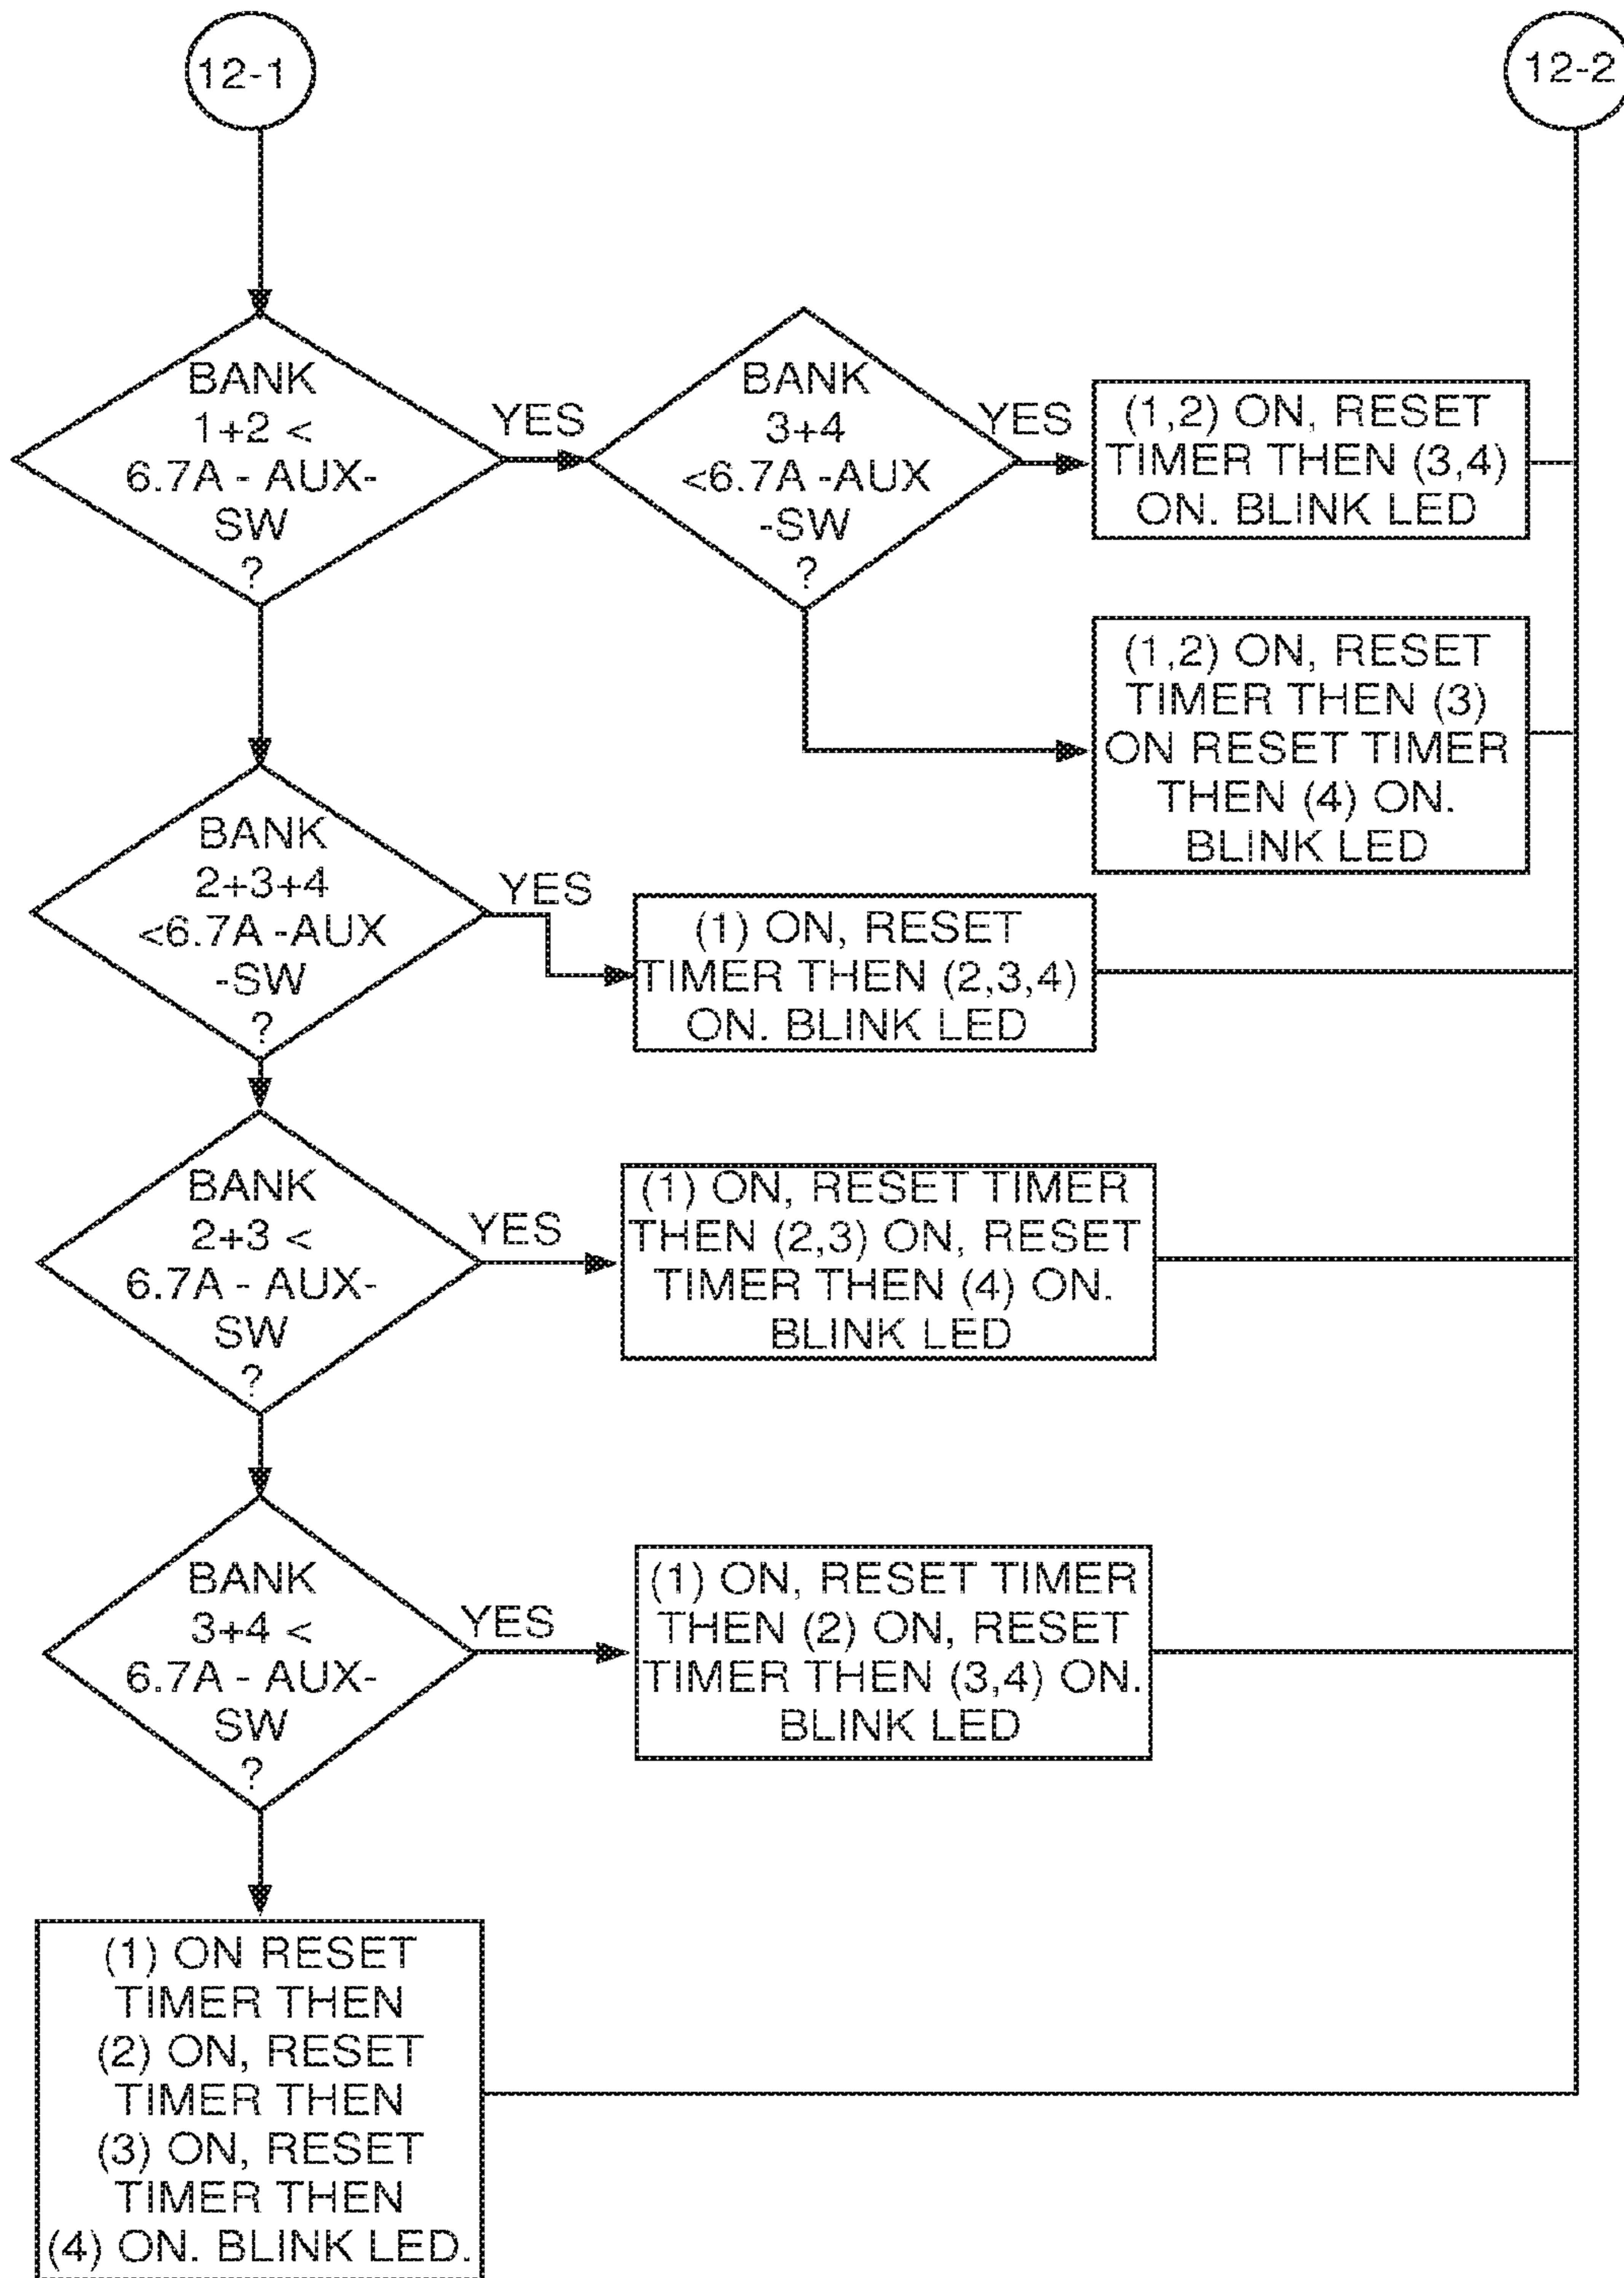 12-1
12-2
BANK
1+2 <
6.7A - AUX-
SW
?
YES
BANK
3+4
<6.7A -AUX
-SW
?
YES
(1,2) ON, RESET
TIMER THEN (3,4)
ON. BLINK LED
(1,2) ON, RESET
TIMER THEN (3)
ON RESET TIMER
THEN (4) ON.
BLINK LED
BANK
2+3+4
<6.7A -AUX
-SW
?
YES
(1) ON, RESET
TIMER THEN (2,3,4)
ON. BLINK LED
BANK
2+3 <
6.7A - AUX-
SW
?
YES
(1) ON, RESET TIMER
THEN (2,3) ON, RESET
TIMER THEN (4) ON.
BLINK LED
BANK
3+4 <
6.7A - AUX-
SW
?
YES
(1) ON, RESET TIMER
THEN (2) ON, RESET
TIMER THEN (3,4) ON.
BLINK LED
(1) ON RESET
TIMER THEN
(2) ON, RESET
TIMER THEN
(3) ON, RESET
TIMER THEN
(4) ON. BLINK LED.